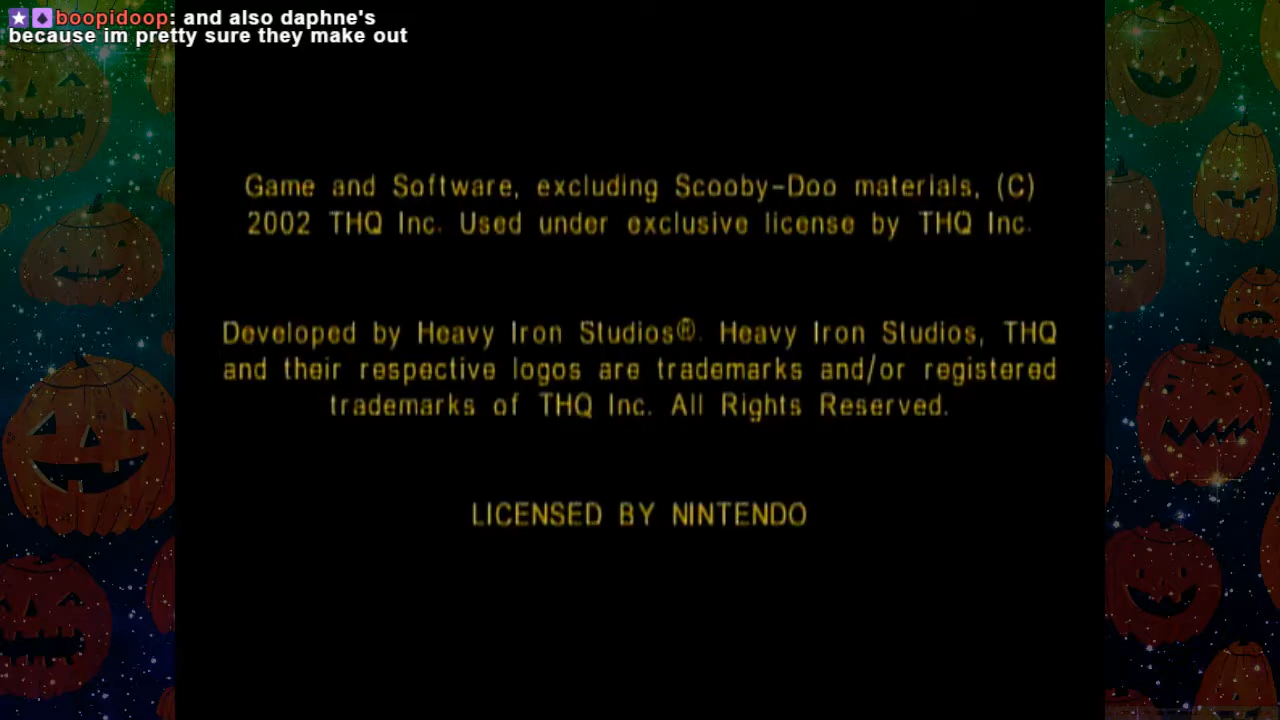 boopidoop: and also daphne's
because im pretty sure they make out
Game and Software, excluding Scooby-Doo materials, (C)
2002 THQ Inc. Used under exclusive license by THQ Inc.
Developed by Heavy Iron Studios®. Heavy Iron Studios, THQ
and their respective logos are trademarks and/or registered
trademarks of THQ Inc. All Rights Reserved.
LICENSED BY NINTENDO